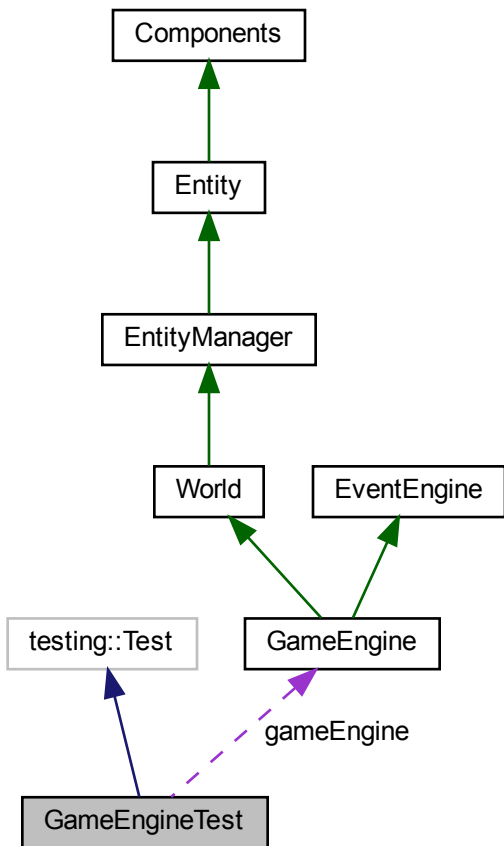 Components
Entity
EntityManager
World
EventEngine
testing::Test
GameEngine
gameEngine
GameEngineTest